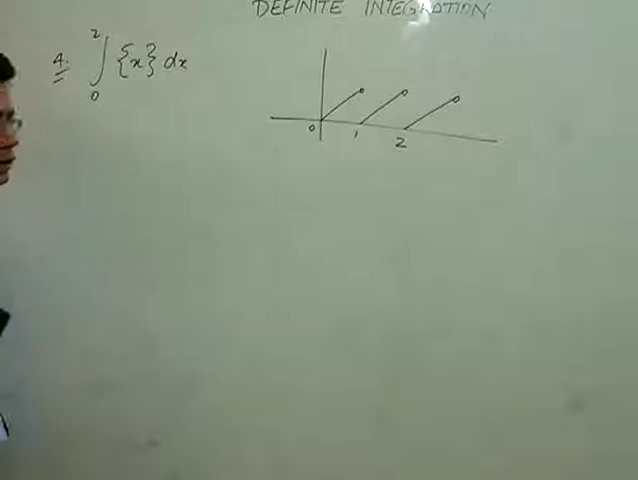 DEFINITE INTEGRATION
4. ∫₀² {x} dx
0 1 2